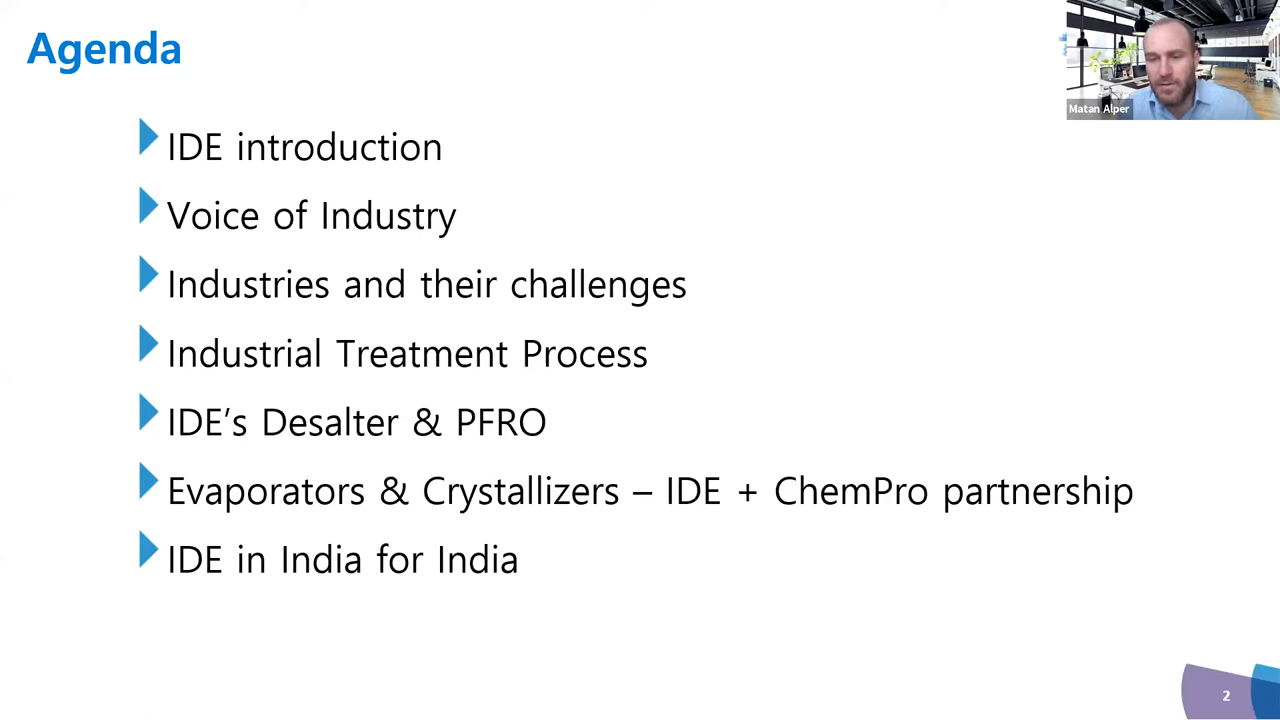 Agenda
Matan Alper
IDE introduction
Voice of Industry
Industries and their challenges
Industrial Treatment Process
IDE’s Desalter & PFRO
Evaporators & Crystallizers – IDE + ChemPro partnership
IDE in India for India
2